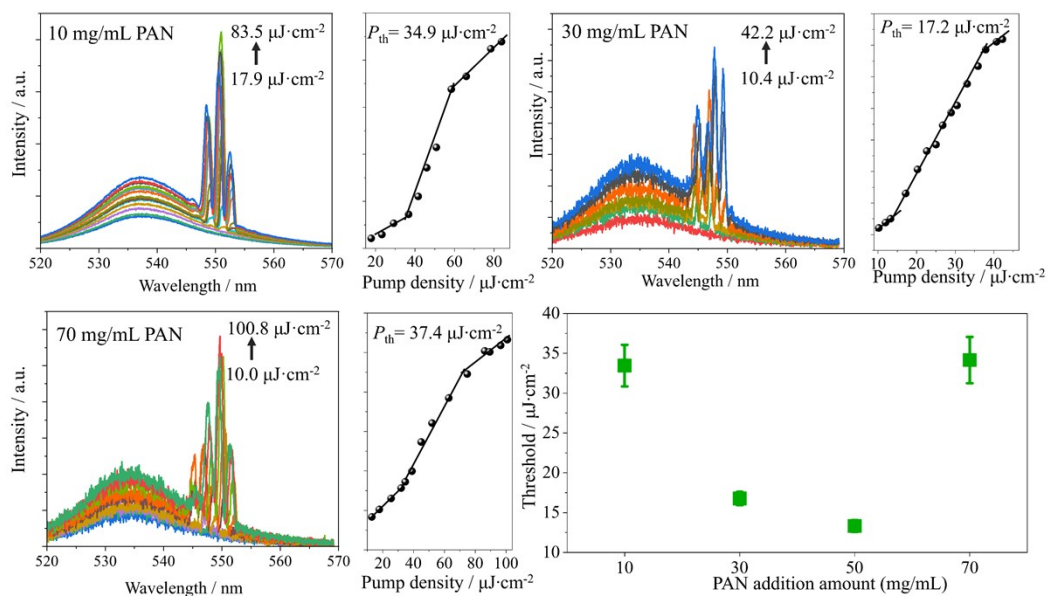 10 mg/mL PAN
83.5 μJ·cm-2
17.9 μJ·cm-2
Intensity / a.u.
520 530 540 550 560 570
Wavelength / nm
Pth= 34.9 μJ·cm-2
20 40 60 80
Pump density / μJ·cm-2
30 mg/mL PAN
42.2 μJ·cm-2
10.4 μJ·cm-2
Intensity / a.u.
520 530 540 550 560 570
Wavelength / nm
Pth= 17.2 μJ·cm-2
10 20 30 40
Pump density / μJ·cm-2
70 mg/mL PAN
100.8 μJ·cm-2
10.0 μJ·cm-2
Intensity / a.u.
520 530 540 550 560 570
Wavelength / nm
Pth= 37.4 μJ·cm-2
20 40 60 80 100
Pump density / μJ·cm-2
Threshold / μJ·cm-2
40
35
30
25
20
15
10
10 30 50 70
PAN addition amount (mg/mL)